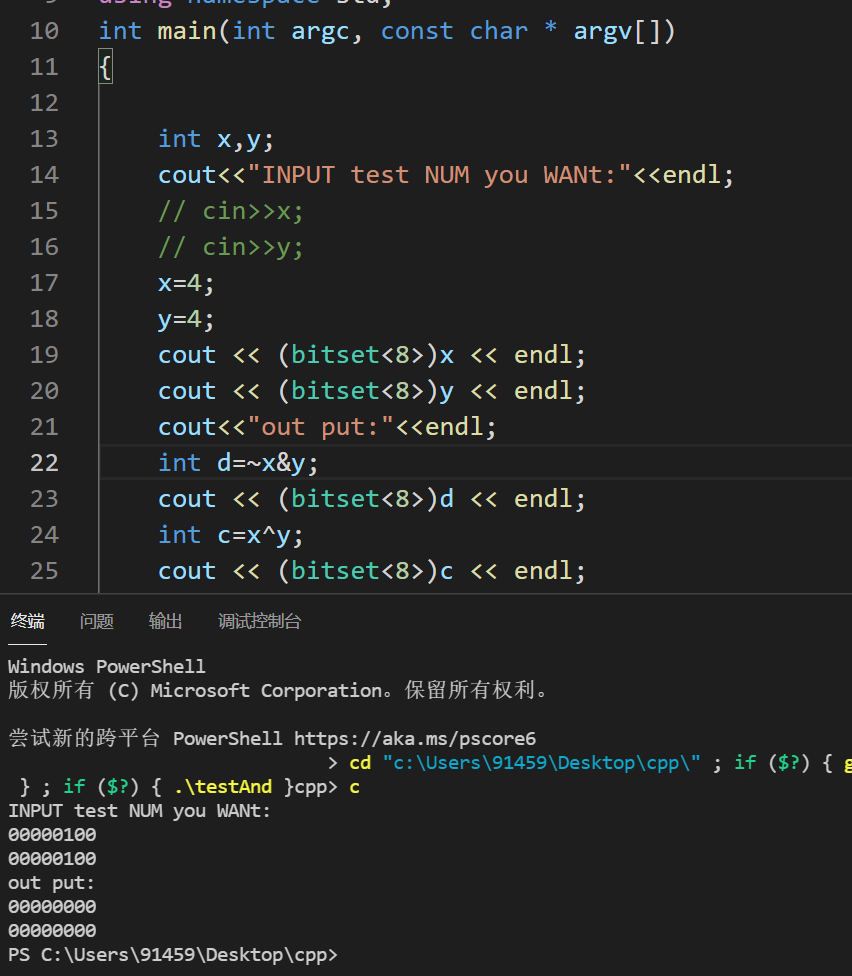 using namespace std;
10 int main(int argc, const char * argv[])
11 {
12
13 int x,y;
14 cout<<"INPUT test NUM you WANt:"<<endl;
15 // cin>>x;
16 // cin>>y;
17 x=4;
18 y=4;
19 cout << (bitset<8>)x << endl;
20 cout << (bitset<8>)y << endl;
21 cout<<"out put:"<<endl;
22 int d=~x&y;
23 cout << (bitset<8>)d << endl;
24 int c=x^y;
25 cout << (bitset<8>)c << endl;
终端 问题 输出 调试控制台
Windows PowerShell
版权所有 (C) Microsoft Corporation。保留所有权利。
尝试新的跨平台 PowerShell https://aka.ms/pscore6
> cd "c:\Users\91459\Desktop\cpp\" ; if ($?) { g
} ; if ($?) { .\testAnd }cpp> c
INPUT test NUM you WANt:
00000100
00000100
out put:
00000000
00000000
PS C:\Users\91459\Desktop\cpp>